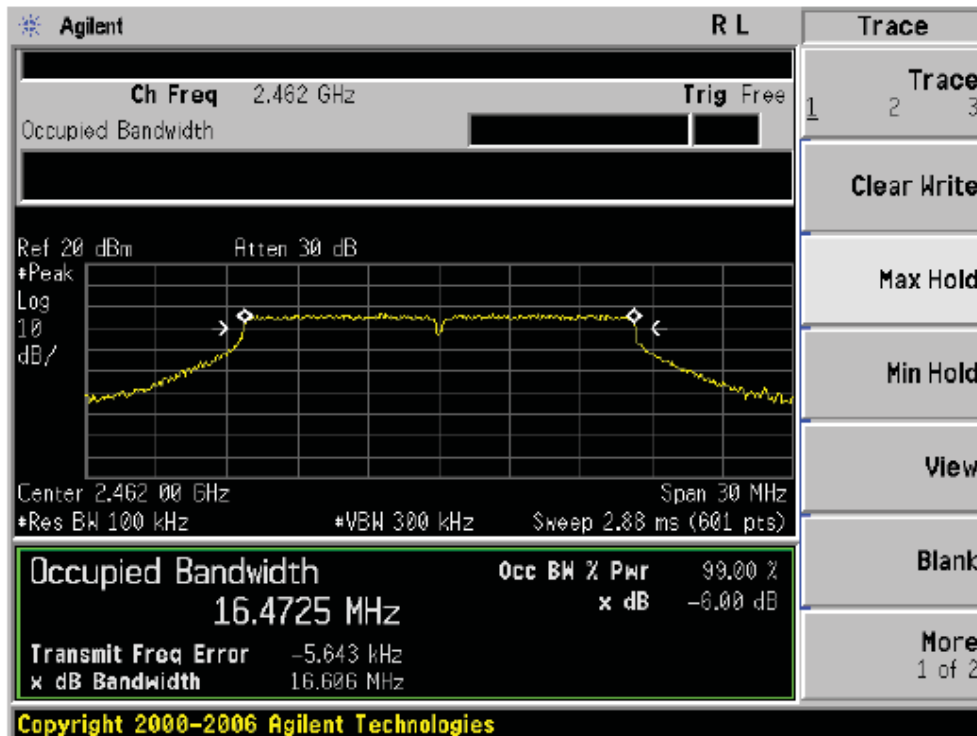 Agilent R L Trace
Ch Freq 2.462 GHz Trig Free
Occupied Bandwidth
Trace
1 2 3
Clear Write
Ref 20 dBm Atten 30 dB
#Peak
Log
10
dB/
Max Hold
Min Hold
View
Center 2.462 00 GHz Span 30 MHz
#Res BW 100 kHz #VBW 300 kHz Sweep 2.88 ms (601 pts)
Blank
Occupied Bandwidth Occ BW % Pwr 99.00 %
16.4725 MHz x dB -6.00 dB
Transmit Freq Error -5.643 kHz
x dB Bandwidth 16.606 MHz
More
1 of 2
Copyright 2000-2006 Agilent Technologies